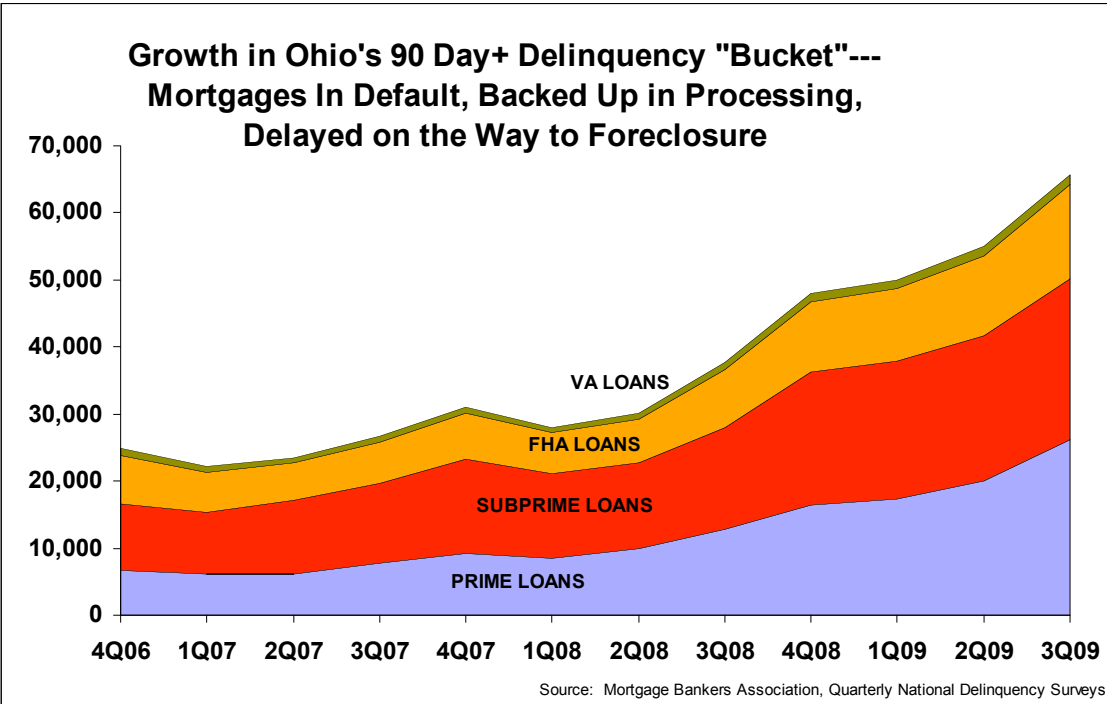 Growth in Ohio's 90 Day+ Delinquency "Bucket"---
Mortgages In Default, Backed Up in Processing,
Delayed on the Way to Foreclosure
70,000
60,000
50,000
40,000
30,000
20,000
10,000
0
VA LOANS
FHA LOANS
SUBPRIME LOANS
PRIME LOANS
4Q06 1Q07 2Q07 3Q07 4Q07 1Q08 2Q08 3Q08 4Q08 1Q09 2Q09 3Q09
Source: Mortgage Bankers Association, Quarterly National Delinquency Surveys